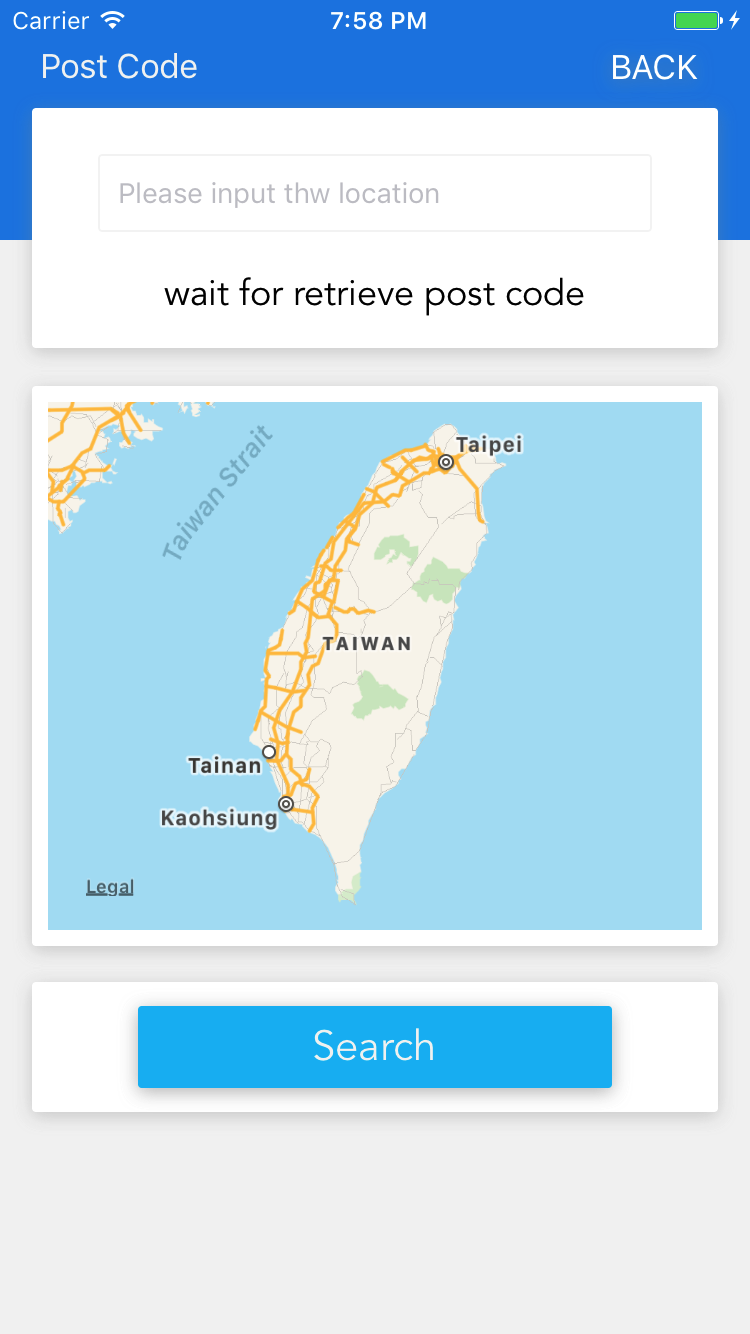 Carrier 7:58 PM
Post Code BACK
Please input thw location
wait for retrieve post code
Taiwan Strait
Taipei
TAIWAN
Tainan
Kaohsiung
Legal
Search